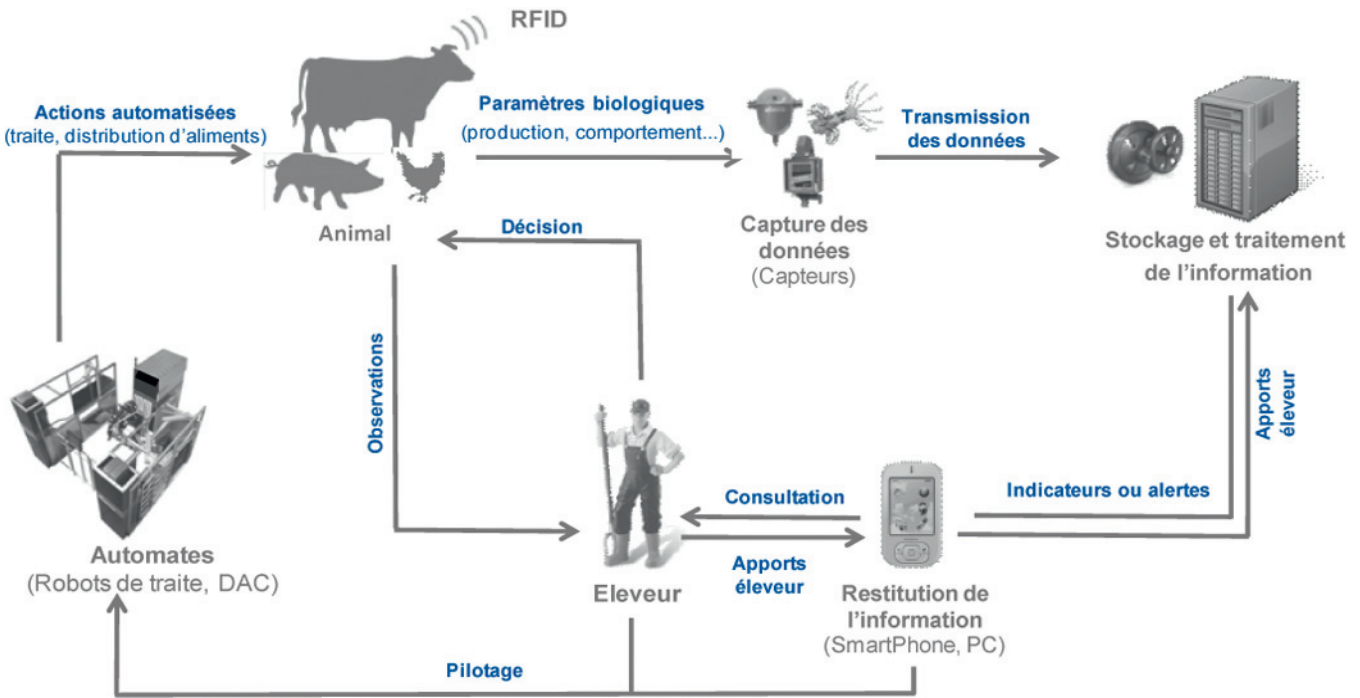 RFID
Actions automatisées
(traite, distribution d'aliments)
Paramètres biologiques
(production, comportement...)
Transmission
des données
Animal
Décision
Capture des
données
(Capteurs)
Stockage et traitement
de l'information
Observations
Apports
éleveur
Consultation
Indicateurs ou alertes
Automates
(Robots de traite, DAC)
Apports
éleveur
Eleveur
Restitution de
l'information
(SmartPhone, PC)
Pilotage